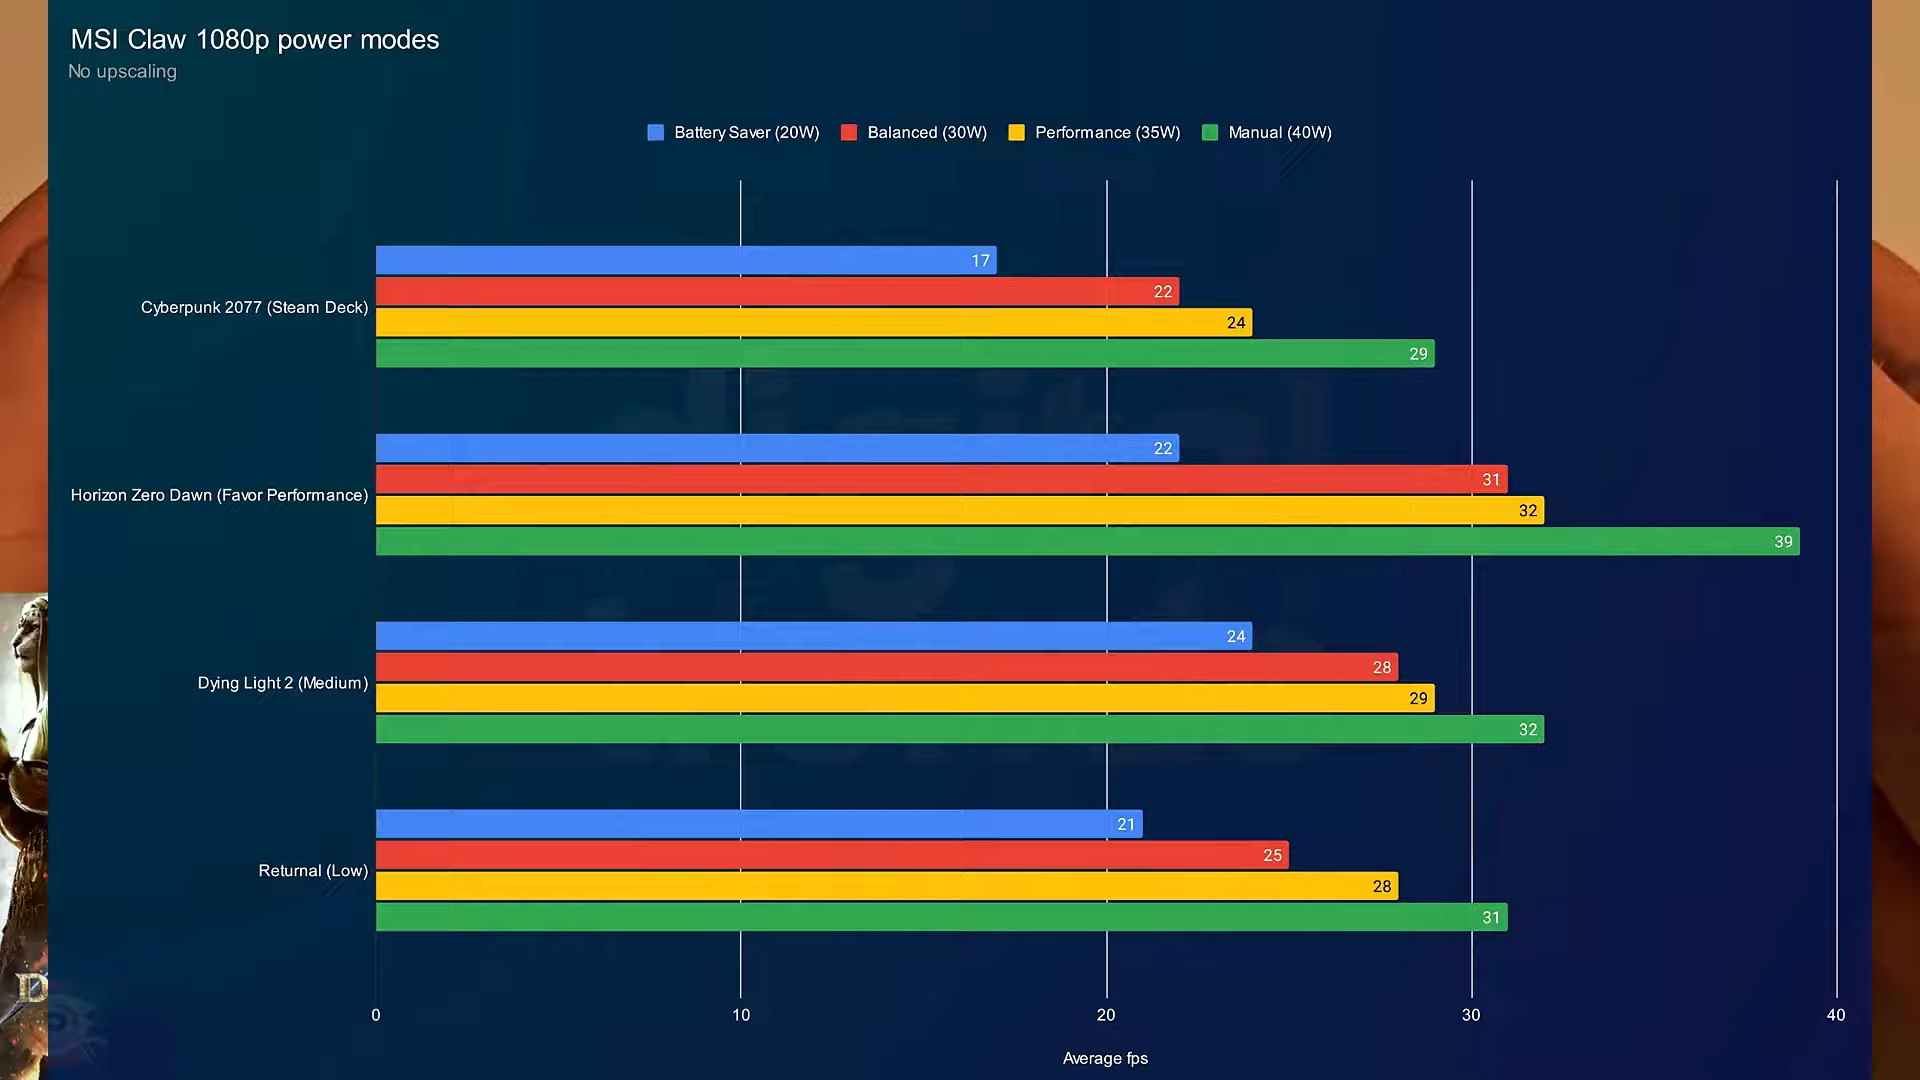 MSI Claw 1080p power modes
No upscaling
Battery Saver (20W) Balanced (30W) Performance (35W) Manual (40W)
17
22
Cyberpunk 2077 (Steam Deck)
24
29
22
31
Horizon Zero Dawn (Favor Performance)
32
39
24
28
Dying Light 2 (Medium)
29
32
21
25
Returnal (Low)
28
31
0 10 20 30 40
Average fps